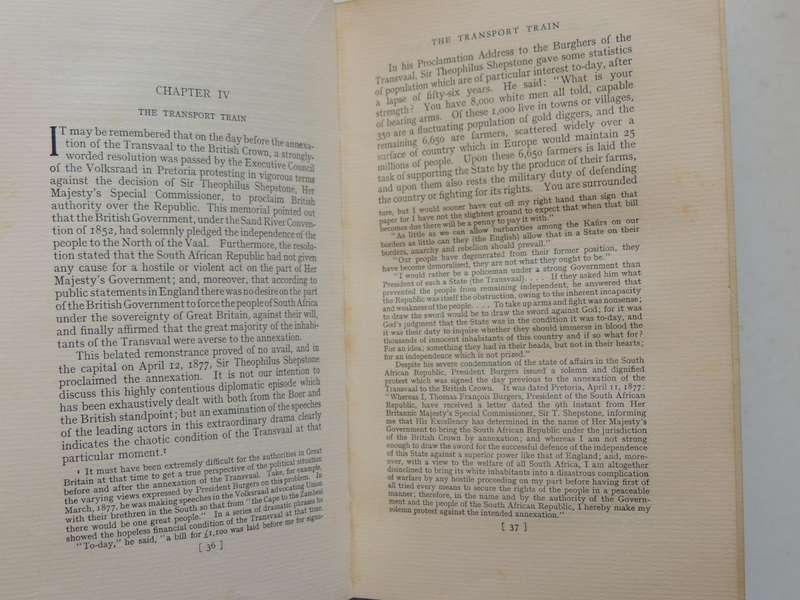 CHAPTER IV
THE TRANSPORT TRAIN
IT may be remembered that on the day before the annexa-
tion of the Transvaal to the British Crown, a strongly-
worded resolution was passed by the Executive Council
of the Volksraad in Pretoria protesting in vigorous terms
against the decision of Sir Theophilus Shepstone, Her
Majesty's Special Commissioner, to proclaim British
authority over the Republic. This memorial pointed out
that the British Government, under the Sand River Conven-
tion of 1852, had solemnly pledged the independence of the
people to the North of the Vaal. Furthermore, the resolu-
tion stated that the South African Republic had not given
any cause for a hostile or violent act on the part of Her
Majesty's Government; and, moreover, that according to
public statements in England there was no desire on the part
of the British Government to force the people of South Africa
under the sovereignty of Great Britain, against their will,
and finally affirmed that the great majority of the inhabi-
tants of the Transvaal were averse to the annexation.
This belated remonstrance proved of no avail, and in
the capital on April 12, 1877, Sir Theophilus Shepstone
proclaimed the annexation. It is not our intention to
discuss this highly contentious diplomatic episode which
has been exhaustively dealt with both from the Boer and
the British standpoint; but an examination of the speeches
of the leading actors in this extraordinary drama clearly
indicates the chaotic condition of the Transvaal at that
particular moment.¹
¹ It must have been extremely difficult for the authorities in Great
Britain at that time to get a true perspective of the political situation
before and after the annexation of the Transvaal. Take, for example,
the varying views expressed by President Burgers on this problem. In
March, 1877, he was making speeches in the Volksraad advocating Union
with their brethren in the South so that from "the Cape to the Zambesi
there would be one great people." In a series of dramatic phrases he
showed the hopeless financial condition of the Transvaal at that time.
"To-day," he said, "a bill for £1,100 was laid before me for signa-
[ 36 ]
THE TRANSPORT TRAIN
In his Proclamation Address to the Burghers of the
Transvaal, Sir Theophilus Shepstone gave some statistics
of population which are of particular interest to-day, after
a lapse of fifty-six years. He said: "What is your
strength? You have 8,000 white men all told, capable
of bearing arms. Of these 1,000 live in towns or villages,
350 are a fluctuating population of gold diggers, and the
remaining 6,650 are farmers, scattered widely over a
surface of country which in Europe would maintain 25
millions of people. Upon these 6,650 farmers is laid the
task of supporting the State by the produce of their farms,
and upon them also rests the military duty of defending
the country or fighting for its rights. You are surrounded
ture, but I would sooner have cut off my right hand than sign that
paper for I have not the slightest ground to expect that when that bill
becomes due there will be a penny to pay it with."
"As little as we can allow barbarities among the Kafirs on our
borders as little can they (the English) allow that in a State on their
borders, anarchy and rebellion should prevail."
"Our people have degenerated from their former position, they
have become demoralised, they are not what they ought to be."
"I would rather be a policeman under a strong Government than
President of such a State (the Transvaal). . . . If they asked him what
prevented the people from remaining independent, he answered that
the Republic was itself the obstruction, owing to the inherent incapacity
and weakness of the people. . . . To take up arms and fight was nonsense;
to draw the sword would be to draw the sword against God; for it was
God's judgment that the State was in the condition it was to-day, and
it was their duty to inquire whether they should immerse in blood the
thousands of innocent inhabitants of this country and if so what for?
For an idea; something they had in their heads, but not in their hearts;
for an independence which is not prized."
Despite his severe condemnation of the state of affairs in the South
African Republic, President Burgers issued a solemn and dignified
protest which was signed the day previous to the annexation of the
Transvaal to the British Crown. It was dated Pretoria, April 11, 1877:
"Whereas I, Thomas François Burgers, President of the South African
Republic, have received a letter dated the 9th instant from Her
Britannic Majesty's Special Commissioner, Sir T. Shepstone, informing
me that His Excellency has determined in the name of Her Majesty's
Government to bring the South African Republic under the jurisdiction
of the British Crown by annexation; and whereas I am not strong
enough to draw the sword for the successful defence of the independence
of this State against a superior power like that of England; and, more-
over, with a view to the welfare of all South Africa, I am altogether
disinclined to bring its white inhabitants into a disastrous complication
of warfare by any hostile proceeding on my part before having first of
all tried every means to secure the rights of the people in a peaceable
manner; therefore, in the name and by the authority of the Govern-
ment and the people of the South African Republic, I hereby make my
solemn protest against the intended annexation."
[ 37 ]